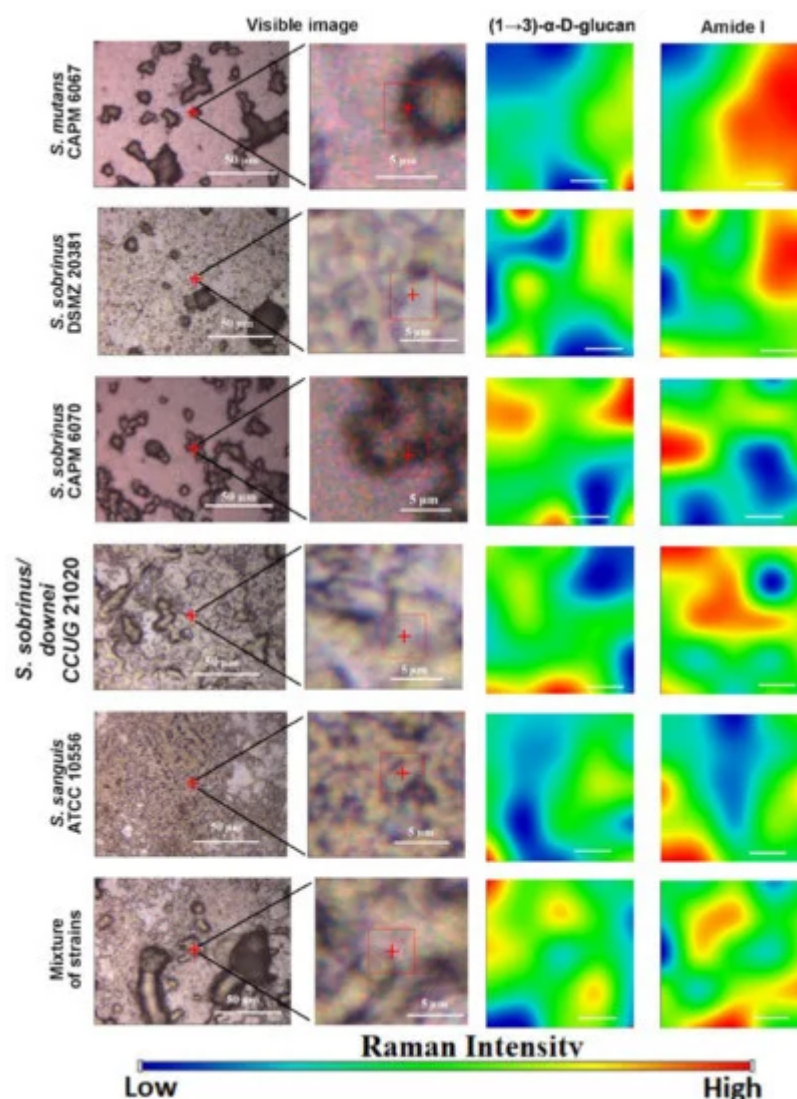 Visible image
(1→3)-α-D-glucan
Amide I
S. mutans
CAPM 6067
50 µm
5 µm
S. sobrinus
DSMZ 20381
50 µm
5 µm
S. sobrinus
CAPM 6070
50 µm
5 µm
S. sobrinus/
downei
CCUG 21020
50 µm
5 µm
S. sanguis
ATCC 10556
50 µm
5 µm
Mixture
of strains
50 µm
5 µm
Raman Intensity
Low
High